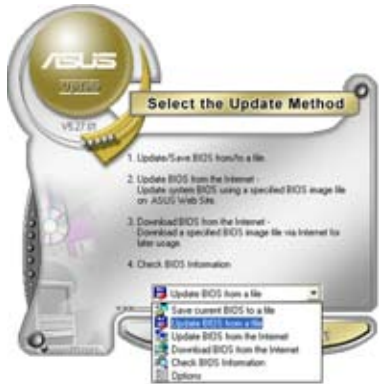 ASUS
Update
Select the Update Method
1. Update/Save BIOS from/to a file.
2. Update BIOS from the Internet -
Update system BIOS using a specified BIOS image file
on ASUS Web Site.
3. Download BIOS from the Internet -
Download a specified BIOS image file via Internet for
later usage.
4. Check BIOS Information
Update BIOS from a file
Save current BIOS to a file
Update BIOS from a file
Update BIOS from the Internet
Download BIOS from the Internet
Check BIOS Information
Options